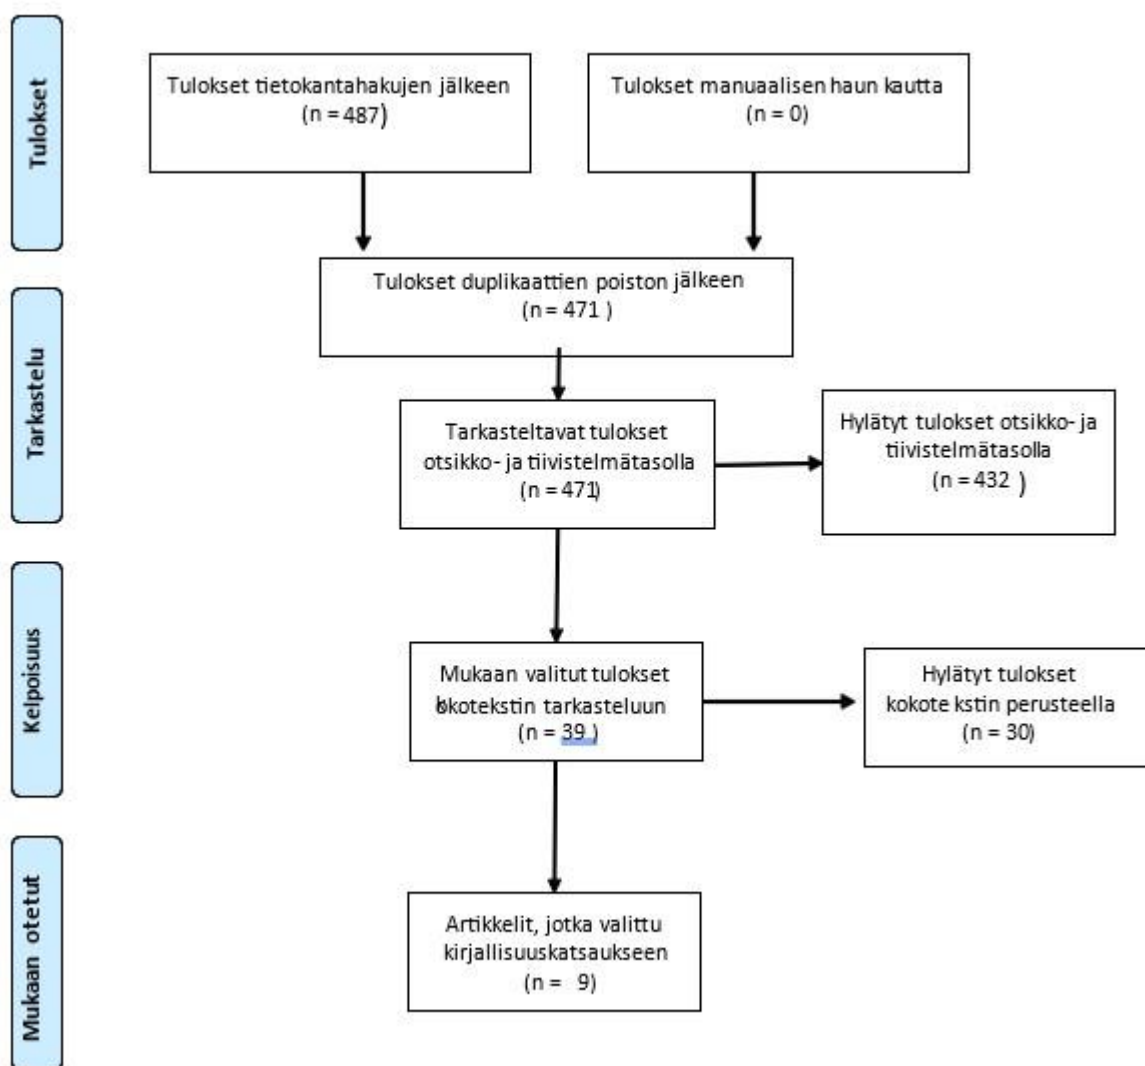 Tulokset
Tulokset tietokantahakujen jälkeen
(n = 487)
Tulokset manuaalisen haun kautta
(n = 0)
Tulokset duplikaattien poiston jälkeen
(n = 471 )
Tarkastelu
Tarkasteltavat tulokset
otsikko- ja tiivistelmätasolla
(n = 471)
Hylätyt tulokset otsikko- ja
tiivistelmätasolla
(n = 432 )
Kelpoisuus
Mukaan valitut tulokset
kokotekstin tarkasteluun
(n = 39 )
Hylätyt tulokset
kokote kstin perusteella
(n = 30)
Mukaan otetut
Artikkelit, jotka valittu
kirjallisuuskatsaukseen
(n = 9)